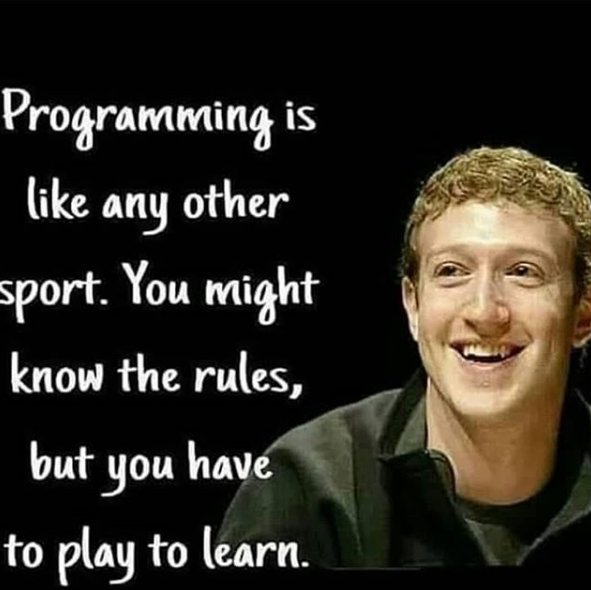 Programming is
like any other
sport. You might
know the rules,
but you have
to play to learn.